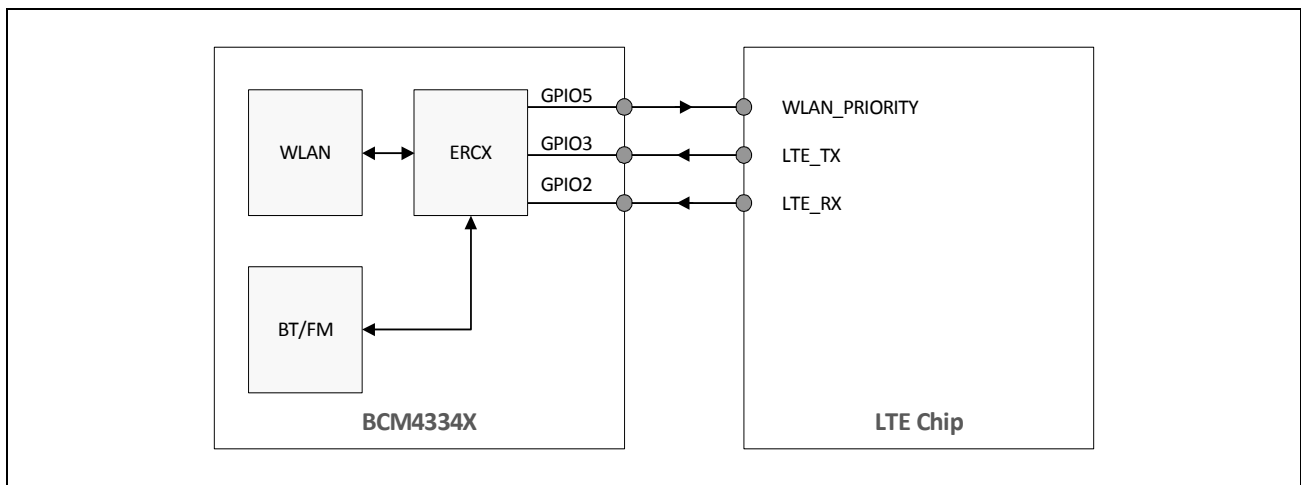 GPIO5
WLAN_PRIORITY
WLAN
ERCX
GPIO3
LTE_TX
GPIO2
LTE_RX
BT/FM
BCM4334X
LTE Chip